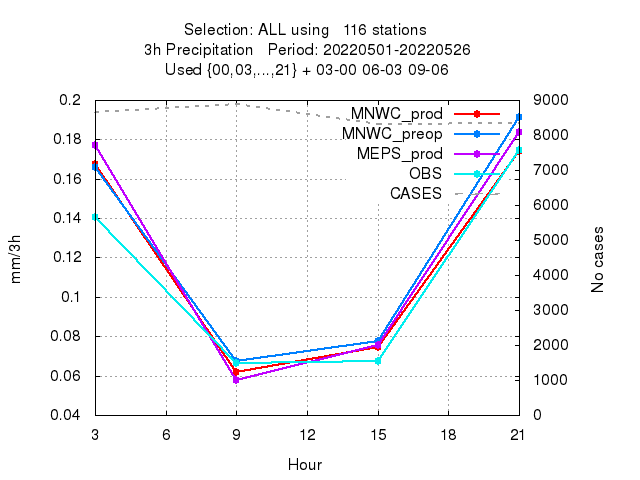 Selection: ALL using   116 stations
3h Precipitation   Period: 20220501-20220526
Used {00,03,...,21} + 03-00 06-03 09-06
MNWC_prod
MNWC_preop
MEPS_prod
OBS
CASES
0.2
0.18
0.16
0.14
0.12
0.1
0.08
0.06
0.04
mm/3h
9000
8000
7000
6000
5000
4000
3000
2000
1000
0
No cases
3 6 9 12 15 18 21
Hour